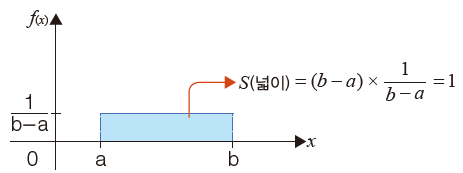 f(x)
S(넓이) = (b − a) × 1/(b − a) = 1
1/(b−a)
x
0 a b